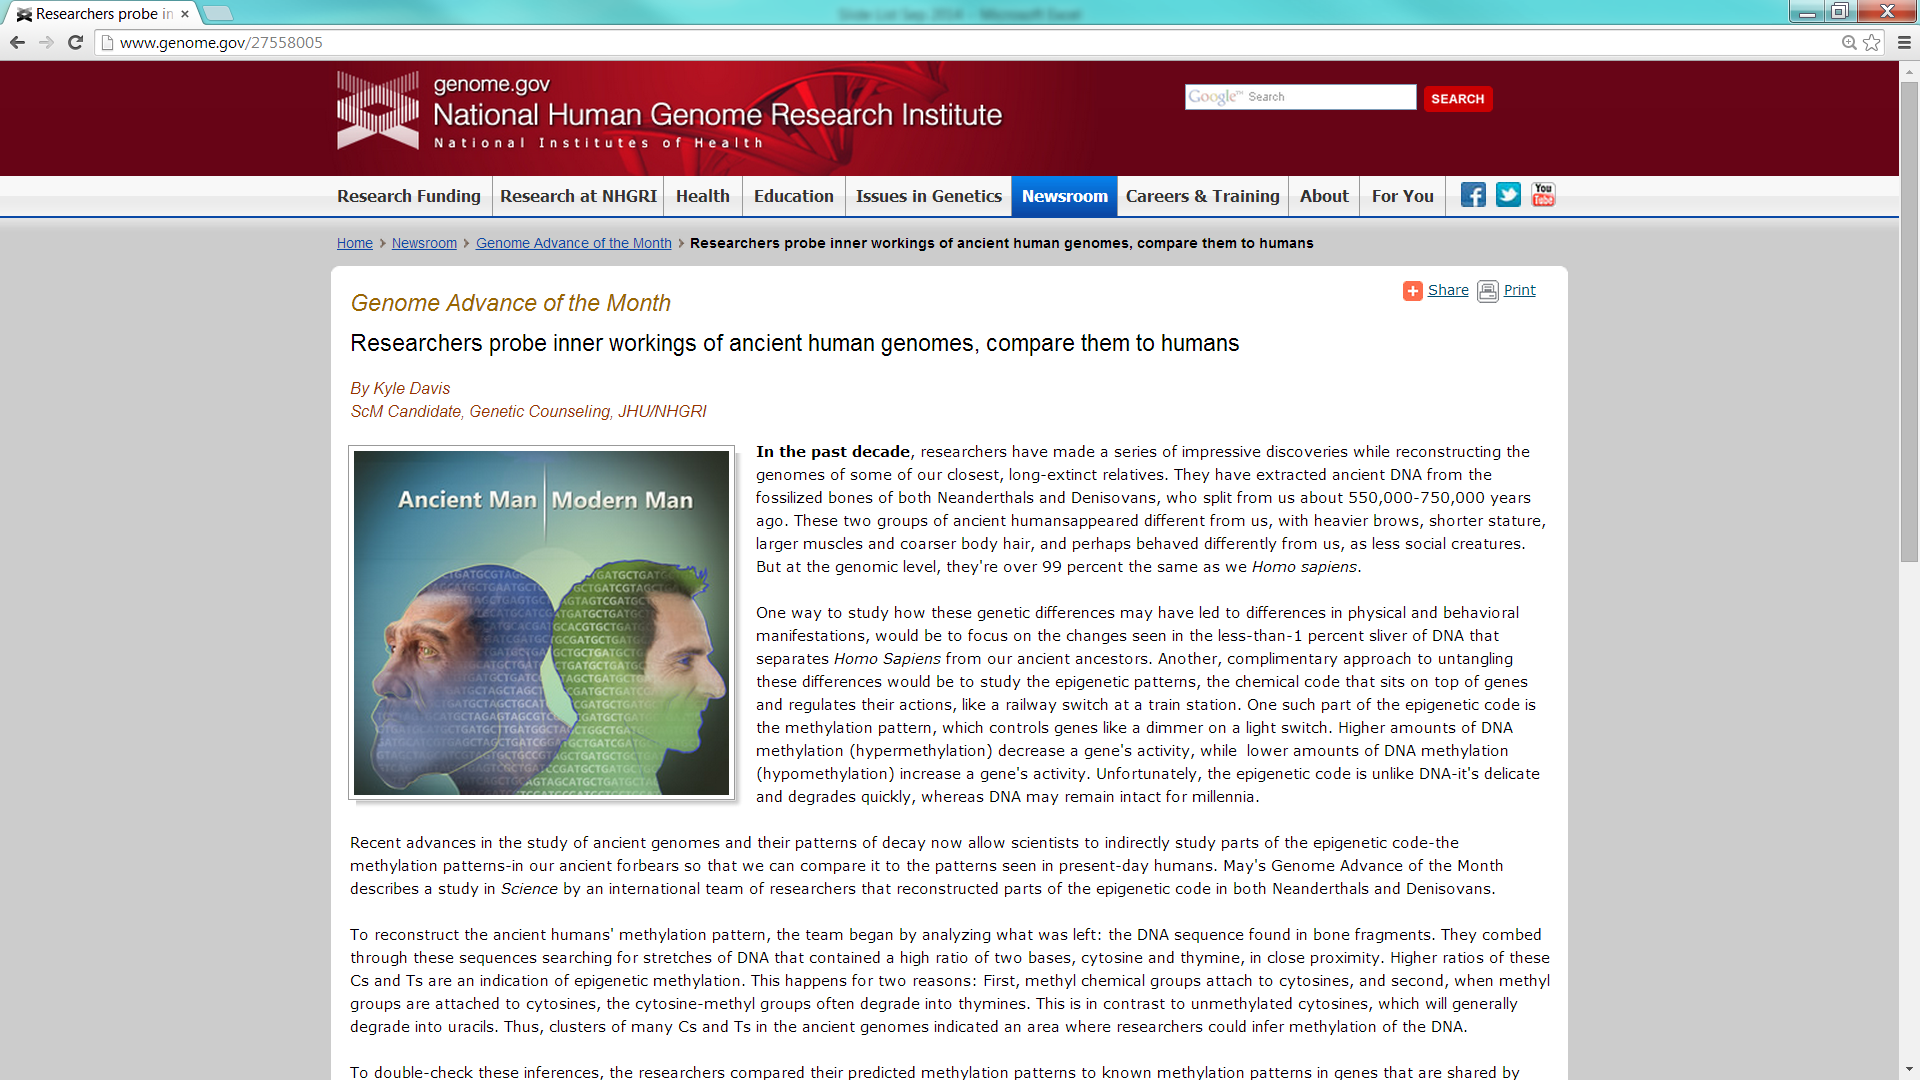 Researchers probe in
Slide List Sep 2014 - Microsoft Excel
www.genome.gov/27558005
genome.gov
National Human Genome Research Institute
National Institutes of Health
Google™ Search
SEARCH
Research Funding
Research at NHGRI
Health
Education
Issues in Genetics
Newsroom
Careers & Training
About
For You
You
Tube
Home > Newsroom > Genome Advance of the Month > Researchers probe inner workings of ancient human genomes, compare them to humans
Share
Print
Genome Advance of the Month
Researchers probe inner workings of ancient human genomes, compare them to humans
By Kyle Davis
ScM Candidate, Genetic Counseling, JHU/NHGRI
Ancient Man | Modern Man
In the past decade, researchers have made a series of impressive discoveries while reconstructing the
genomes of some of our closest, long-extinct relatives. They have extracted ancient DNA from the
fossilized bones of both Neanderthals and Denisovans, who split from us about 550,000-750,000 years
ago. These two groups of ancient humansappeared different from us, with heavier brows, shorter stature,
larger muscles and coarser body hair, and perhaps behaved differently from us, as less social creatures.
But at the genomic level, they're over 99 percent the same as we Homo sapiens.
One way to study how these genetic differences may have led to differences in physical and behavioral
manifestations, would be to focus on the changes seen in the less-than-1 percent sliver of DNA that
separates Homo Sapiens from our ancient ancestors. Another, complimentary approach to untangling
these differences would be to study the epigenetic patterns, the chemical code that sits on top of genes
and regulates their actions, like a railway switch at a train station. One such part of the epigenetic code is
the methylation pattern, which controls genes like a dimmer on a light switch. Higher amounts of DNA
methylation (hypermethylation) decrease a gene's activity, while  lower amounts of DNA methylation
(hypomethylation) increase a gene's activity. Unfortunately, the epigenetic code is unlike DNA-it's delicate
and degrades quickly, whereas DNA may remain intact for millennia.
Recent advances in the study of ancient genomes and their patterns of decay now allow scientists to indirectly study parts of the epigenetic code-the
methylation patterns-in our ancient forbears so that we can compare it to the patterns seen in present-day humans. May's Genome Advance of the Month
describes a study in Science by an international team of researchers that reconstructed parts of the epigenetic code in both Neanderthals and Denisovans.
To reconstruct the ancient humans' methylation pattern, the team began by analyzing what was left: the DNA sequence found in bone fragments. They combed
through these sequences searching for stretches of DNA that contained a high ratio of two bases, cytosine and thymine, in close proximity. Higher ratios of these
Cs and Ts are an indication of epigenetic methylation. This happens for two reasons: First, methyl chemical groups attach to cytosines, and second, when methyl
groups are attached to cytosines, the cytosine-methyl groups often degrade into thymines. This is in contrast to unmethylated cytosines, which will generally
degrade into uracils. Thus, clusters of many Cs and Ts in the ancient genomes indicated an area where researchers could infer methylation of the DNA.
To double-check these inferences, the researchers compared their predicted methylation patterns to known methylation patterns in genes that are shared by